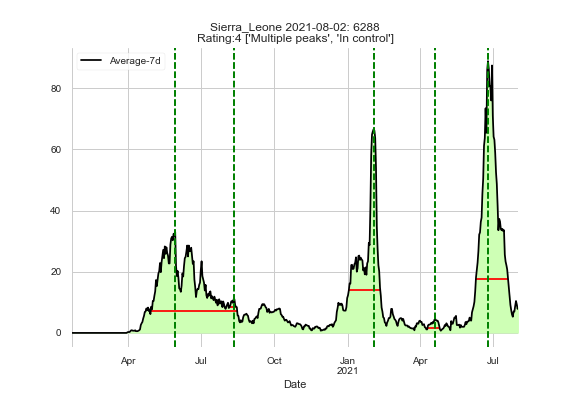 Sierra_Leone 2021-08-02: 6288
Rating:4 ['Multiple peaks', 'In control']
Average-7d
80
60
40
20
0
Apr
Jul
Oct
Jan
2021
Apr
Jul
Date